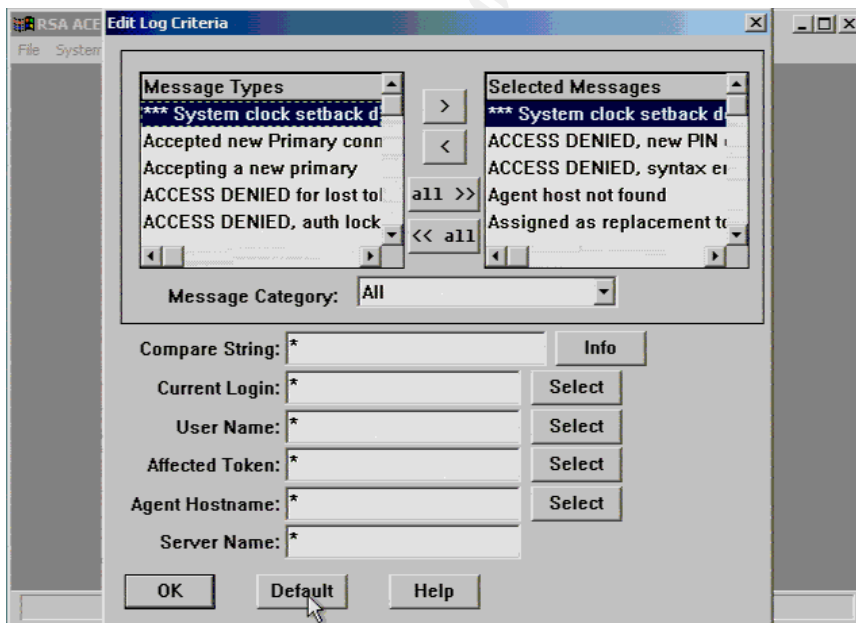 RSA ACE
Edit Log Criteria
File System
Message Types
*** System clock setback d
Accepted new Primary conn
Accepting a new primary
ACCESS DENIED for lost tol
ACCESS DENIED, auth lock
>
<
all >>
<< all
Selected Messages
*** System clock setback d
ACCESS DENIED, new PIN
ACCESS DENIED, syntax er
Agent host not found
Assigned as replacement to
Message Category: All
Compare String: * Info
Current Login: * Select
User Name: * Select
Affected Token: * Select
Agent Hostname: * Select
Server Name: *
OK Default Help